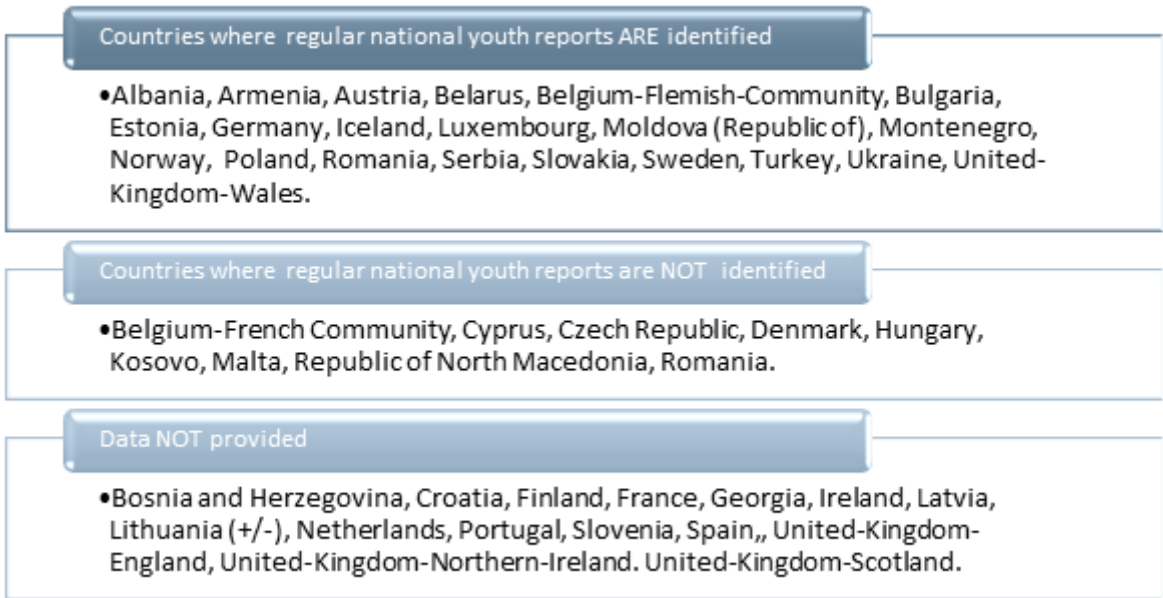 Countries where regular national youth reports ARE identified
•Albania, Armenia, Austria, Belarus, Belgium-Flemish-Community, Bulgaria,
Estonia, Germany, Iceland, Luxembourg, Moldova (Republic of), Montenegro,
Norway, Poland, Romania, Serbia, Slovakia, Sweden, Turkey, Ukraine, United-
Kingdom-Wales.
Countries where regular national youth reports are NOT identified
•Belgium-French Community, Cyprus, Czech Republic, Denmark, Hungary,
Kosovo, Malta, Republic of North Macedonia, Romania.
Data NOT provided
•Bosnia and Herzegovina, Croatia, Finland, France, Georgia, Ireland, Latvia,
Lithuania (+/-), Netherlands, Portugal, Slovenia, Spain,, United-Kingdom-
England, United-Kingdom-Northern-Ireland. United-Kingdom-Scotland.